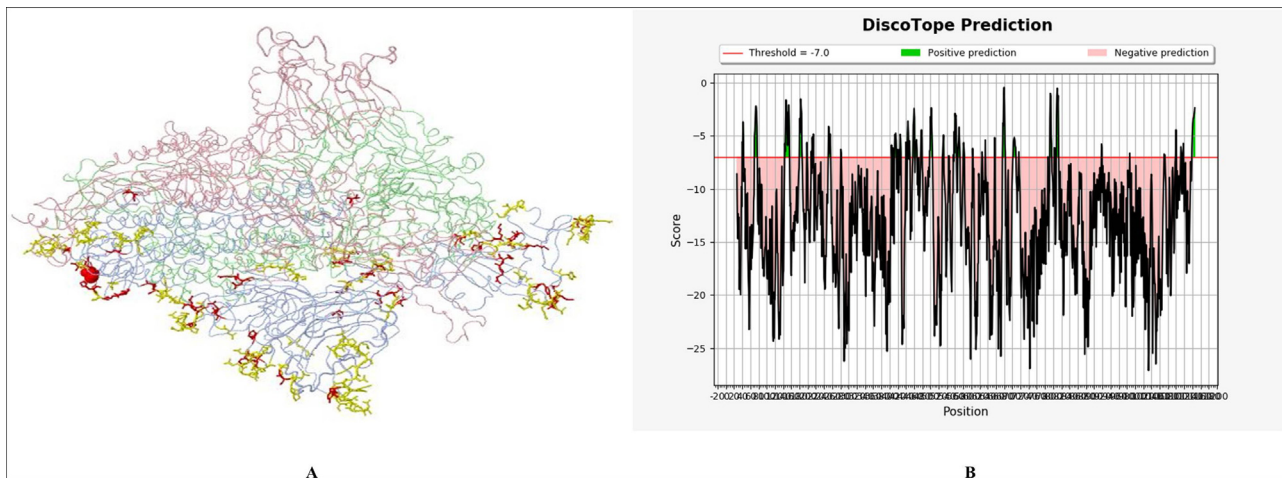 DiscoTope Prediction
Threshold = -7.0 Positive prediction Negative prediction
0
−5
−10
−15
−20
−25
Score
Position
A B